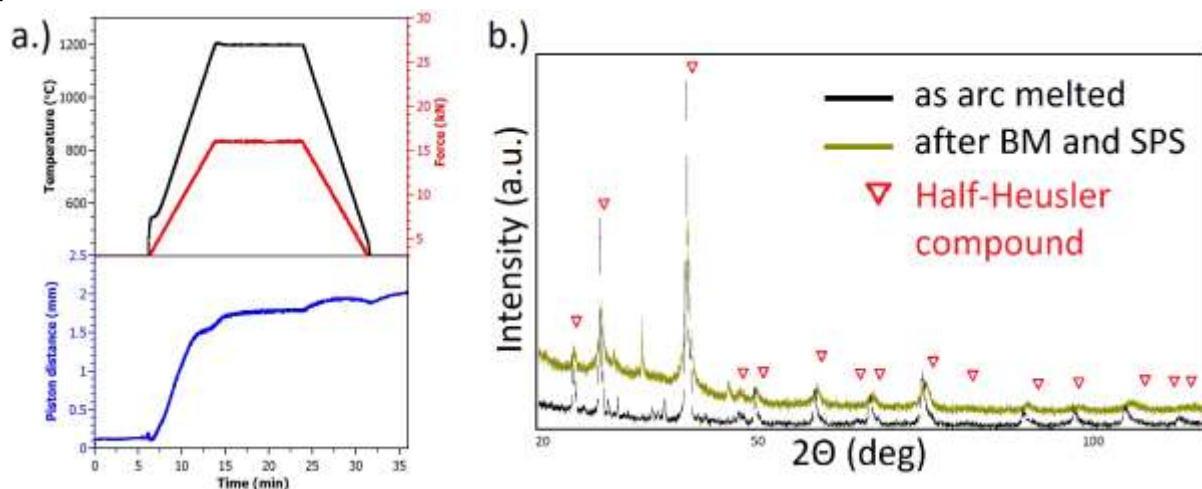 a.)
Temperature (°C)
1200
1000
800
600
30
25
20
15
10
5
Force (kN)
Piston distance (mm)
2.5
2
1.5
1
0.5
0
0
5
10
15
20
25
30
35
Time (min)
b.)
Intensity (a.u.)
as arc melted
after BM and SPS
Half-Heusler
compound
20
50
100
2Θ (deg)